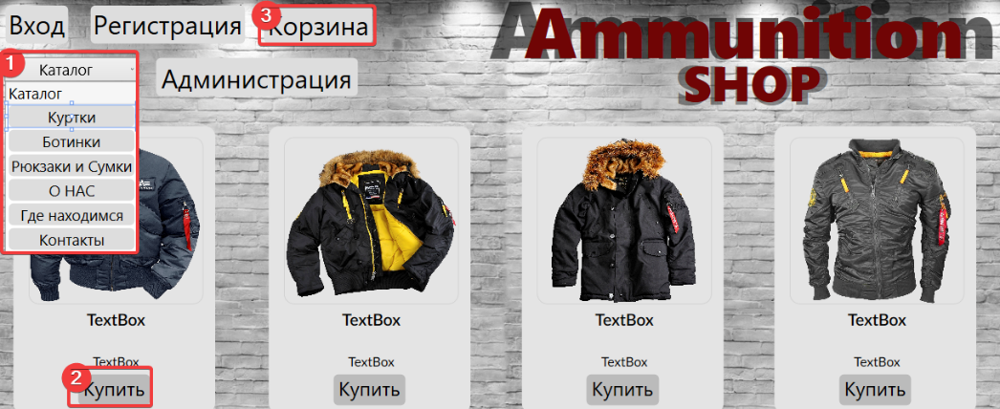 Вход Регистрация 3 Корзина
Ammunition
SHOP
1 Каталог
Администрация
Каталог
Куртки
Ботинки
Рюкзаки и Сумки
О НАС
Где находимся
Контакты
TextBox TextBox TextBox TextBox
TextBox TextBox TextBox TextBox
2 Купить Купить Купить Купить